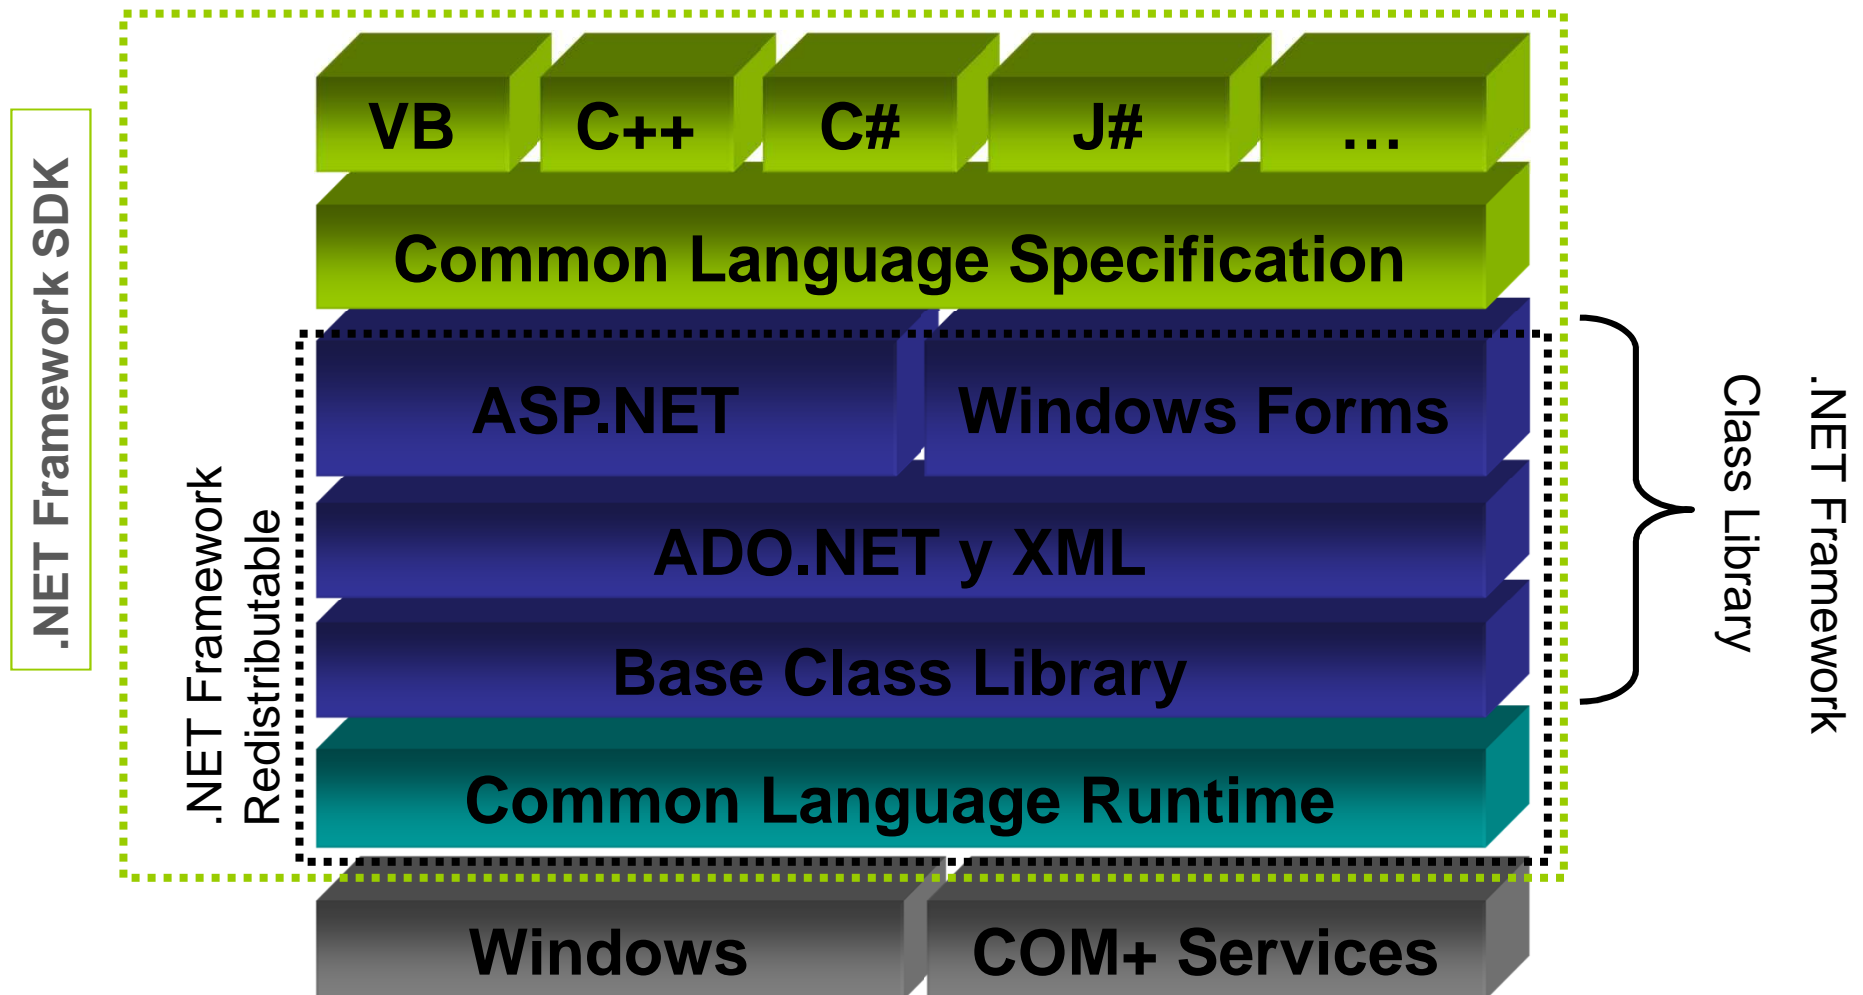 VB
C++
C#
J#
...
Common Language Specification
ASP.NET
Windows Forms
ADO.NET y XML
Base Class Library
Common Language Runtime
Windows
COM+ Services
.NET Framework SDK
.NET Framework
Redistributable
.NET Framework
Class Library